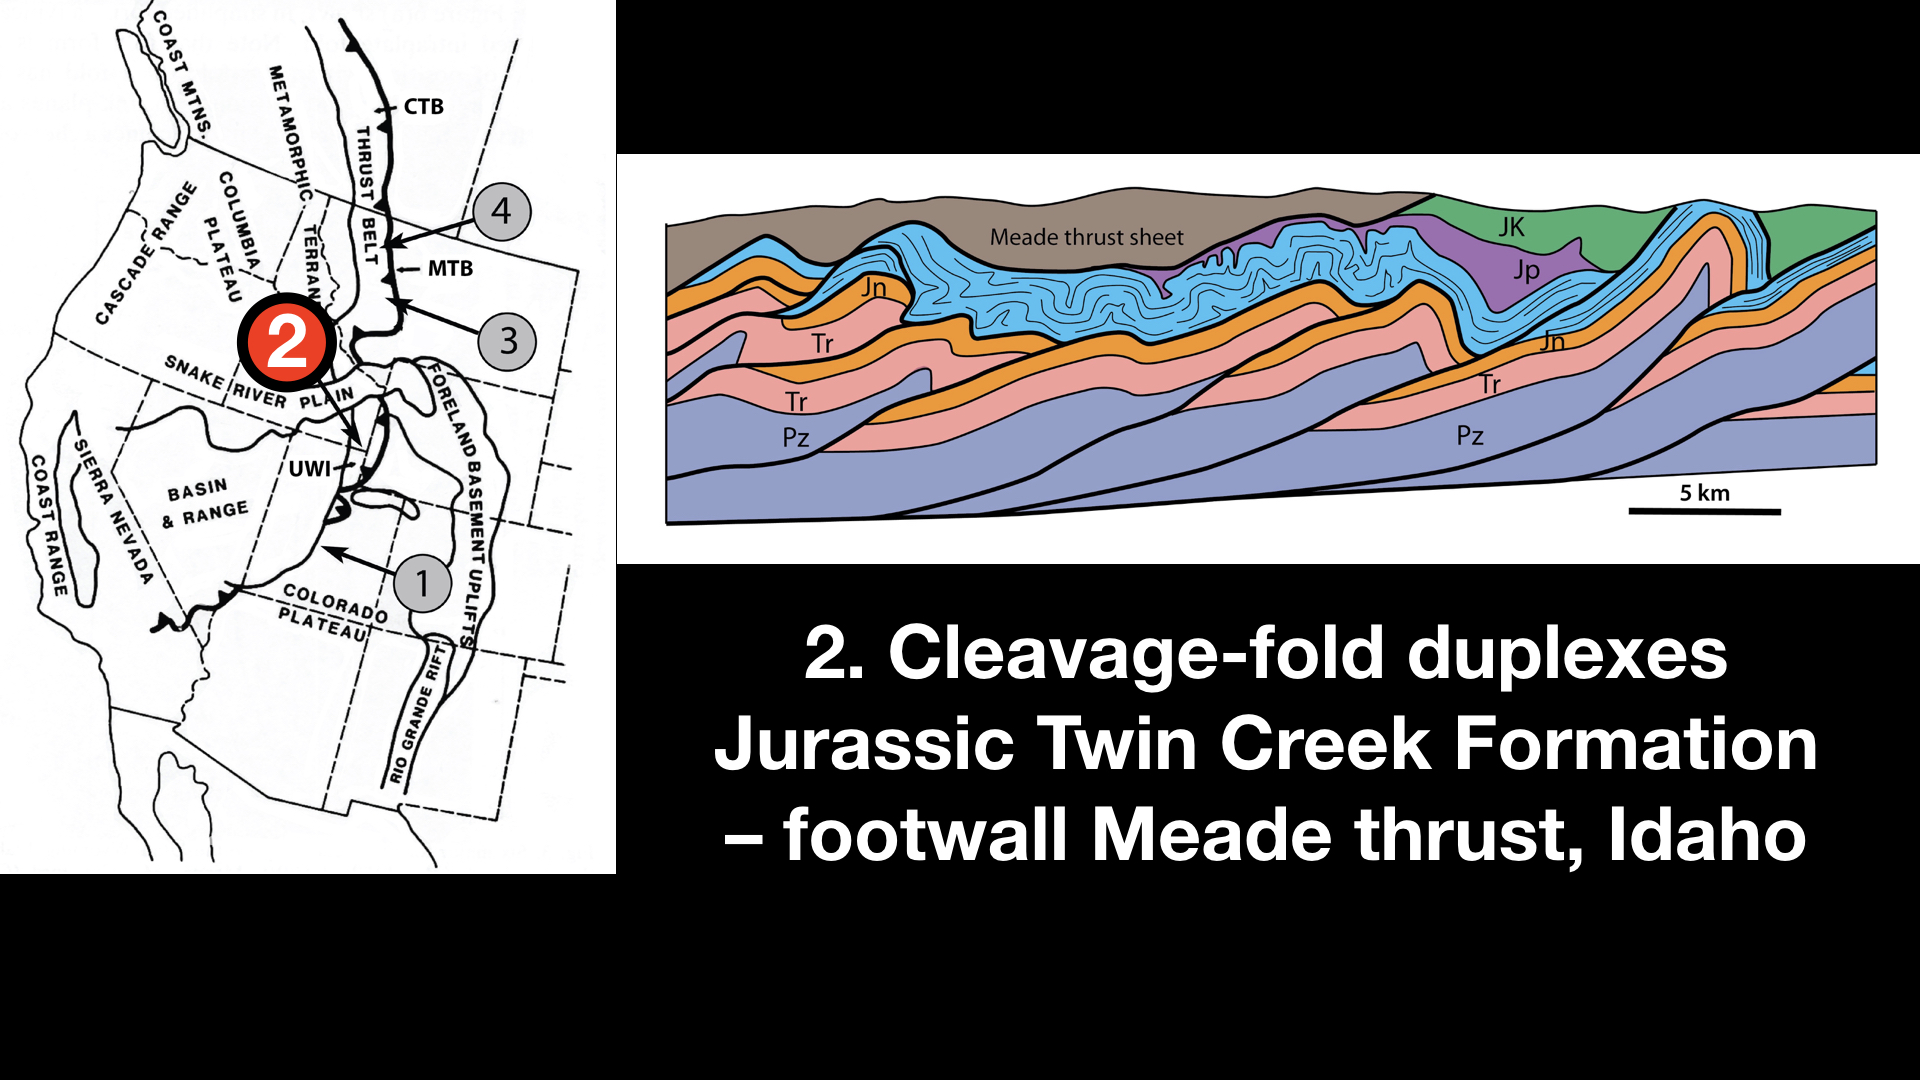 COAST MTNS.
METAMORPHIC
TERRAN
THRUST BELT
CTB
4
CASCADE RANGE
COLUMBIA
PLATEAU
MTB
2
3
SNAKE RIVER PLAIN
FORELAND BASEMENT UPLIFTS
UWI
COAST RANGE
SIERRA NEVADA
BASIN
& RANGE
1
COLORADO
PLATEAU
RIO GRANDE RIFT
Meade thrust sheet
JK
Jp
Jn
Tr
Jn
Tr
Tr
Pz
Pz
5 km
2. Cleavage-fold duplexes
Jurassic Twin Creek Formation
– footwall Meade thrust, Idaho